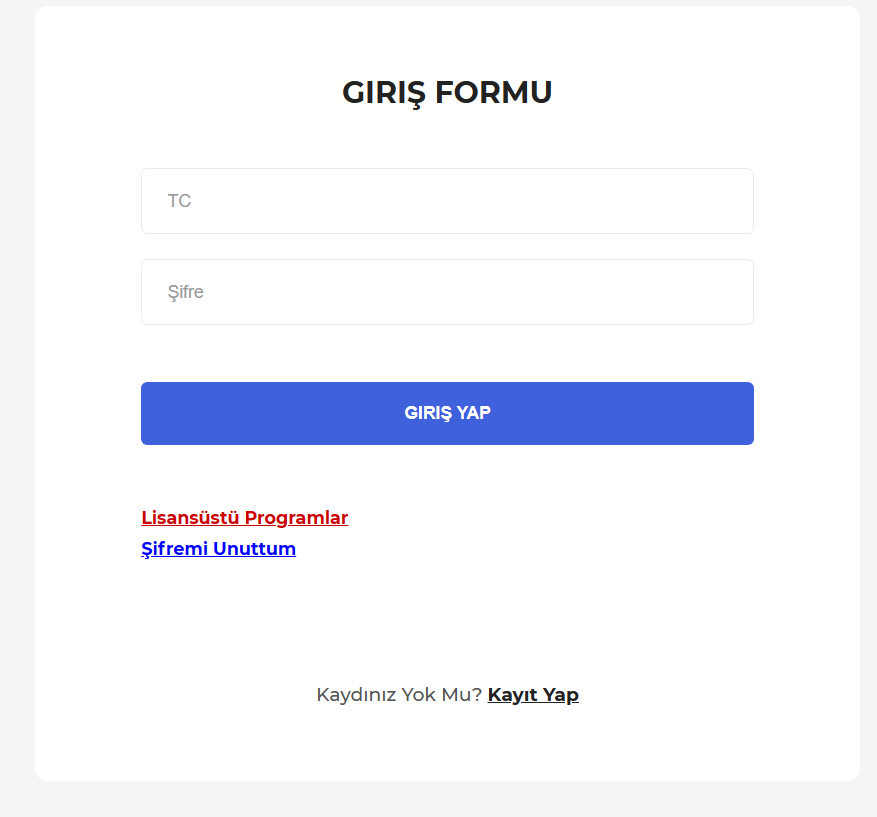 GIRIŞ FORMU
TC
Şifre
GIRIŞ YAP
Lisansüstü Programlar
Şifremi Unuttum
Kaydınız Yok Mu? Kayıt Yap